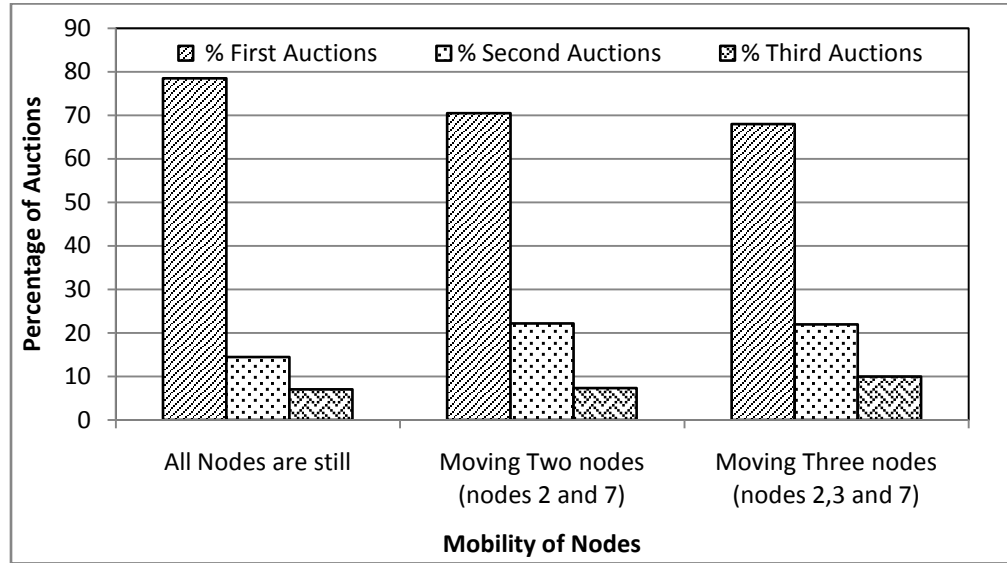 % First Auctions % Second Auctions % Third Auctions
90
80
70
60
50
40
30
20
10
0
Percentage of Auctions
All Nodes are still
Moving Two nodes
(nodes 2 and 7)
Moving Three nodes
(nodes 2,3 and 7)
Mobility of Nodes